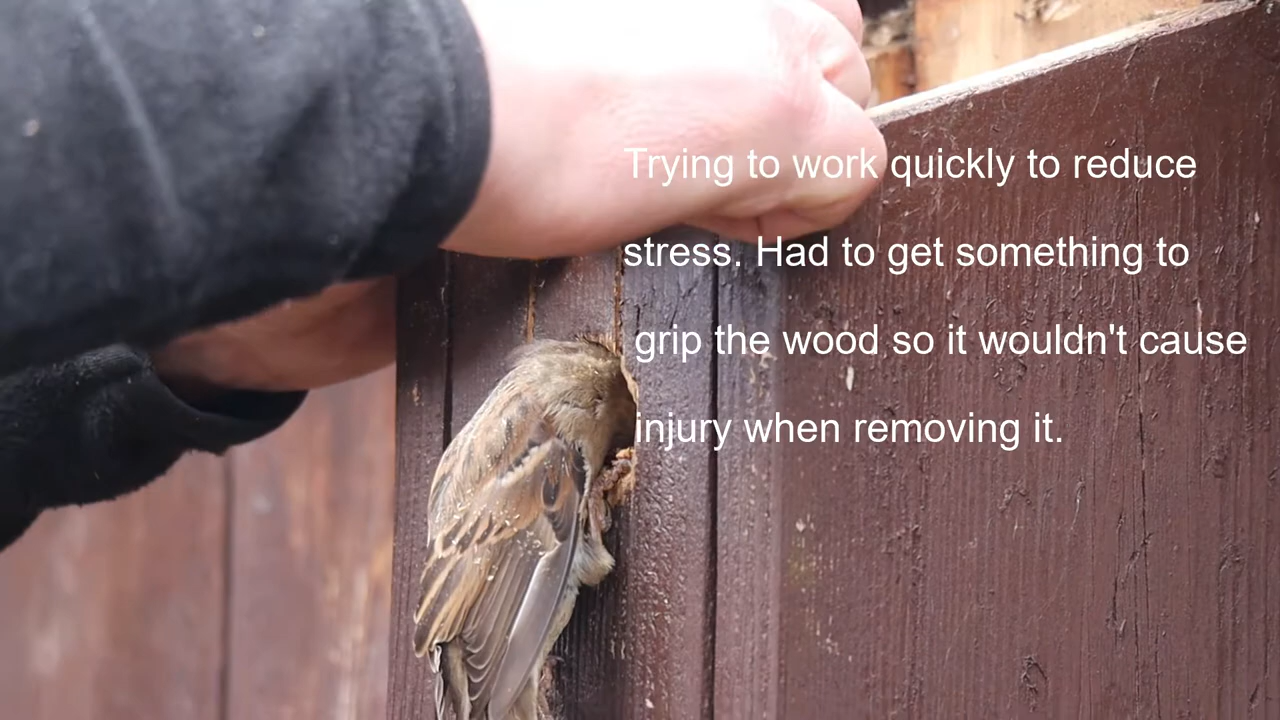 Trying to work quickly to reduce
stress. Had to get something to
grip the wood so it wouldn't cause
injury when removing it.